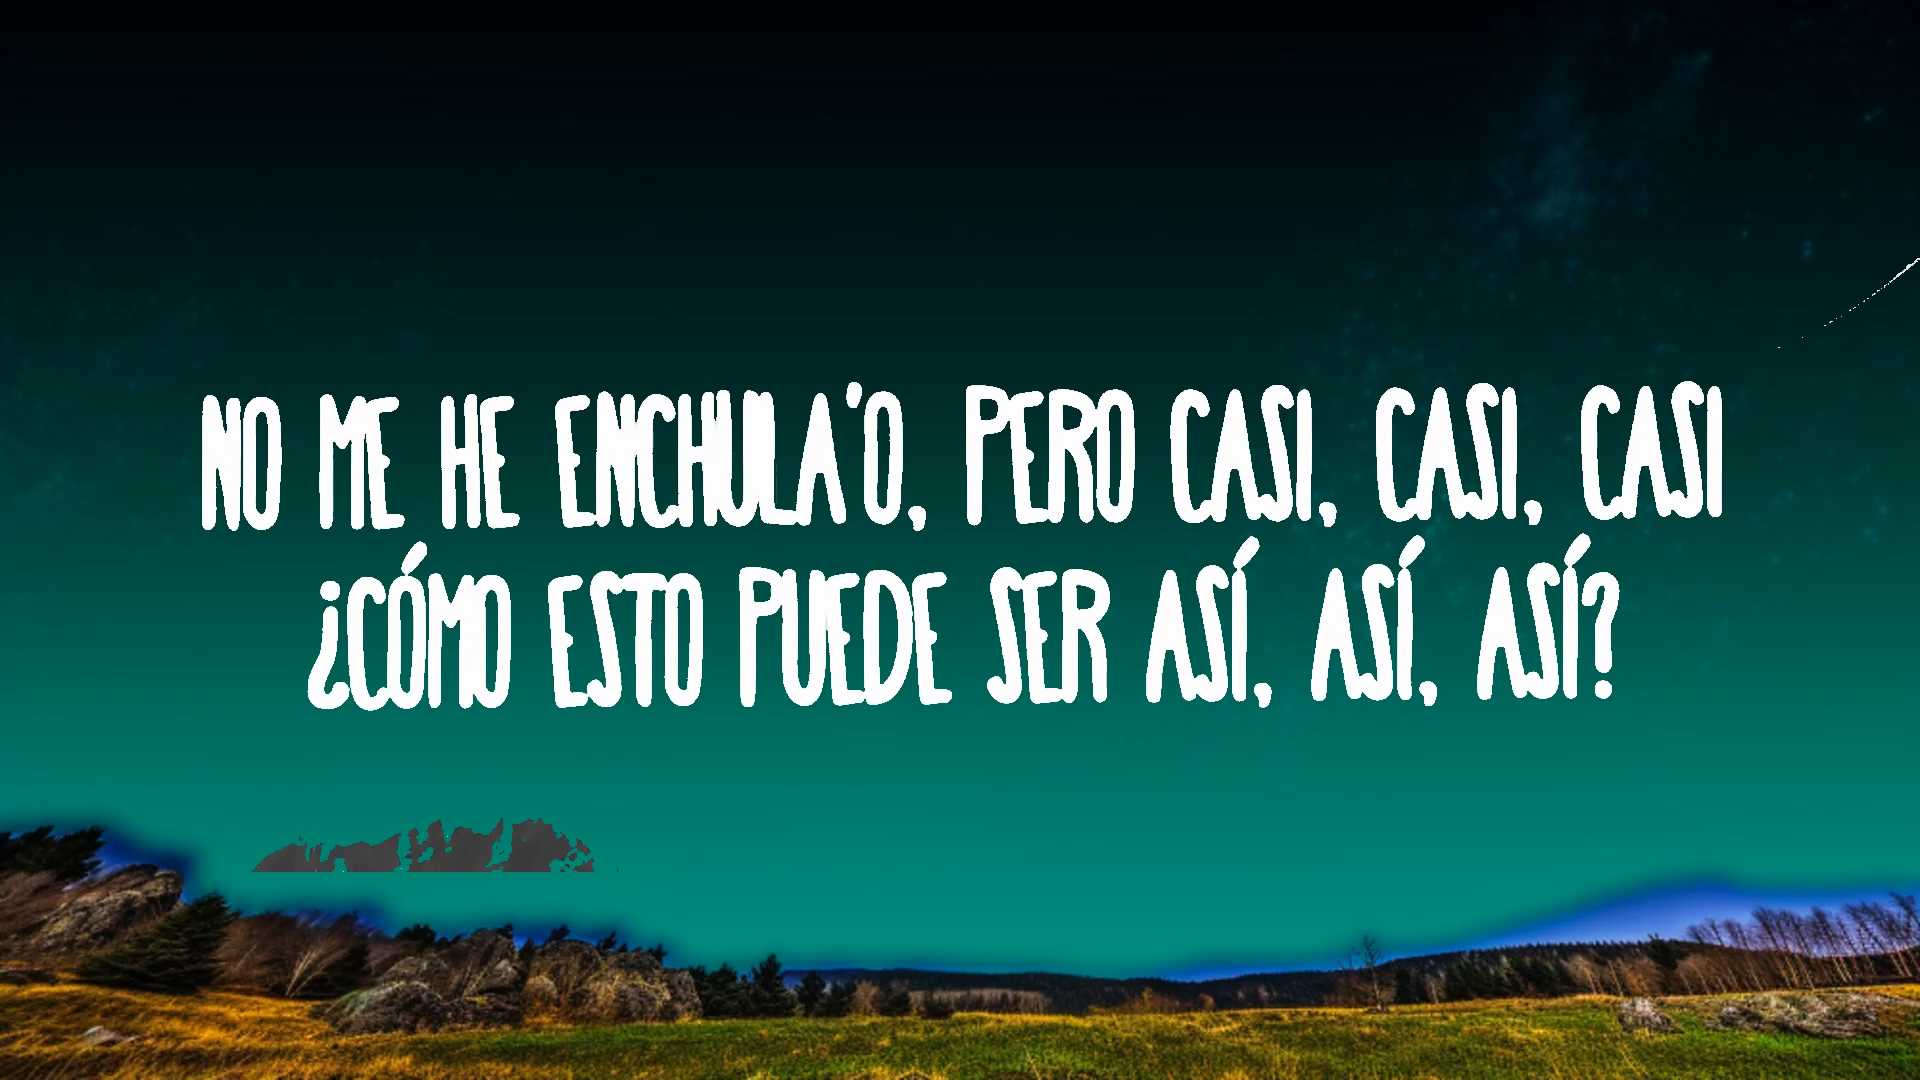 NO ME HE ENCHULA'O, PERO CASI, CASI, CASI
¿CÓMO ESTO PUEDE SER ASÍ, ASÍ, ASÍ?